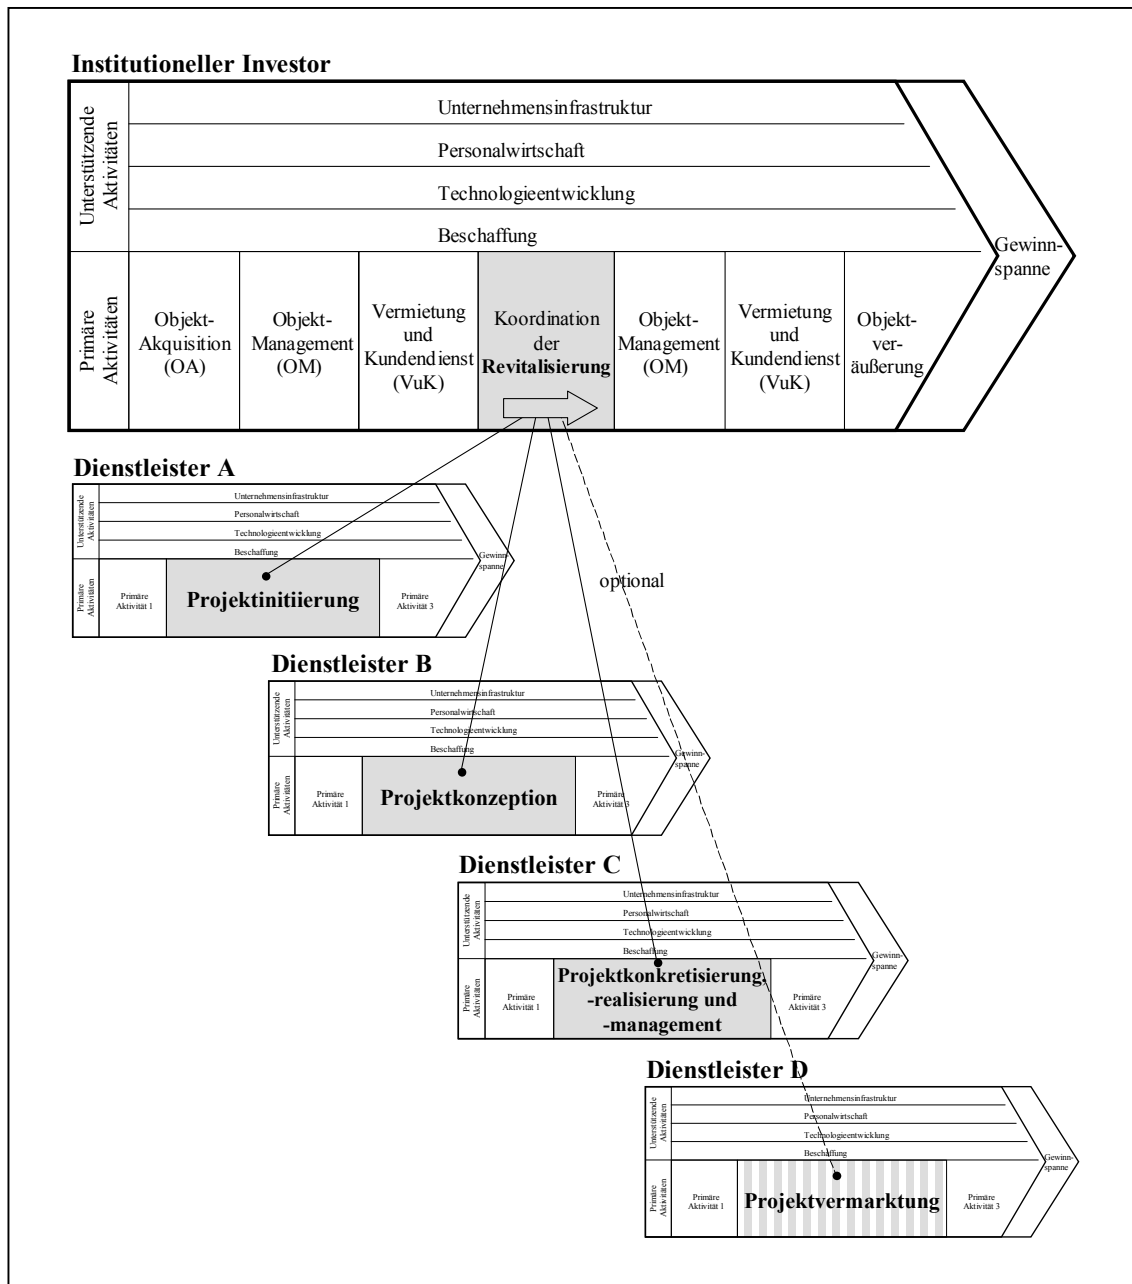 Institutioneller Investor
Unterstützende
Aktivitäten
Unternehmensinfrastruktur
Personalwirtschaft
Technologieentwicklung
Beschaffung
Gewinn-
spanne
Primäre
Aktivitäten
Objekt-
Akquisition
(OA)
Objekt-
Management
(OM)
Vermietung
und
Kundendienst
(VuK)
Koordination
der
Revitalisierung
Objekt-
Management
(OM)
Vermietung
und
Kundendienst
(VuK)
Objekt-
ver-
äußerung
optional
Dienstleister A
Unterstützende
Aktivitäten
Unternehmensinfrastruktur
Personalwirtschaft
Technologieentwicklung
Beschaffung
Gewinn-
spanne
Primäre
Aktivitäten
Primäre
Aktivität 1
Projektinitiierung
Primäre
Aktivität 3
Dienstleister B
Unterstützende
Aktivitäten
Unternehmensinfrastruktur
Personalwirtschaft
Technologieentwicklung
Beschaffung
Gewinn-
spanne
Primäre
Aktivitäten
Primäre
Aktivität 1
Projektkonzeption
Primäre
Aktivität 3
Dienstleister C
Unterstützende
Aktivitäten
Unternehmensinfrastruktur
Personalwirtschaft
Technologieentwicklung
Beschaffung
Gewinn-
spanne
Primäre
Aktivitäten
Primäre
Aktivität 1
Projektkonkretisierung,
-realisierung und
-management
Primäre
Aktivität 3
Dienstleister D
Unterstützende
Aktivitäten
Unternehmensinfrastruktur
Personalwirtschaft
Technologieentwicklung
Beschaffung
Gewinn-
spanne
Primäre
Aktivitäten
Primäre
Aktivität 1
Projektvermarktung
Primäre
Aktivität 3